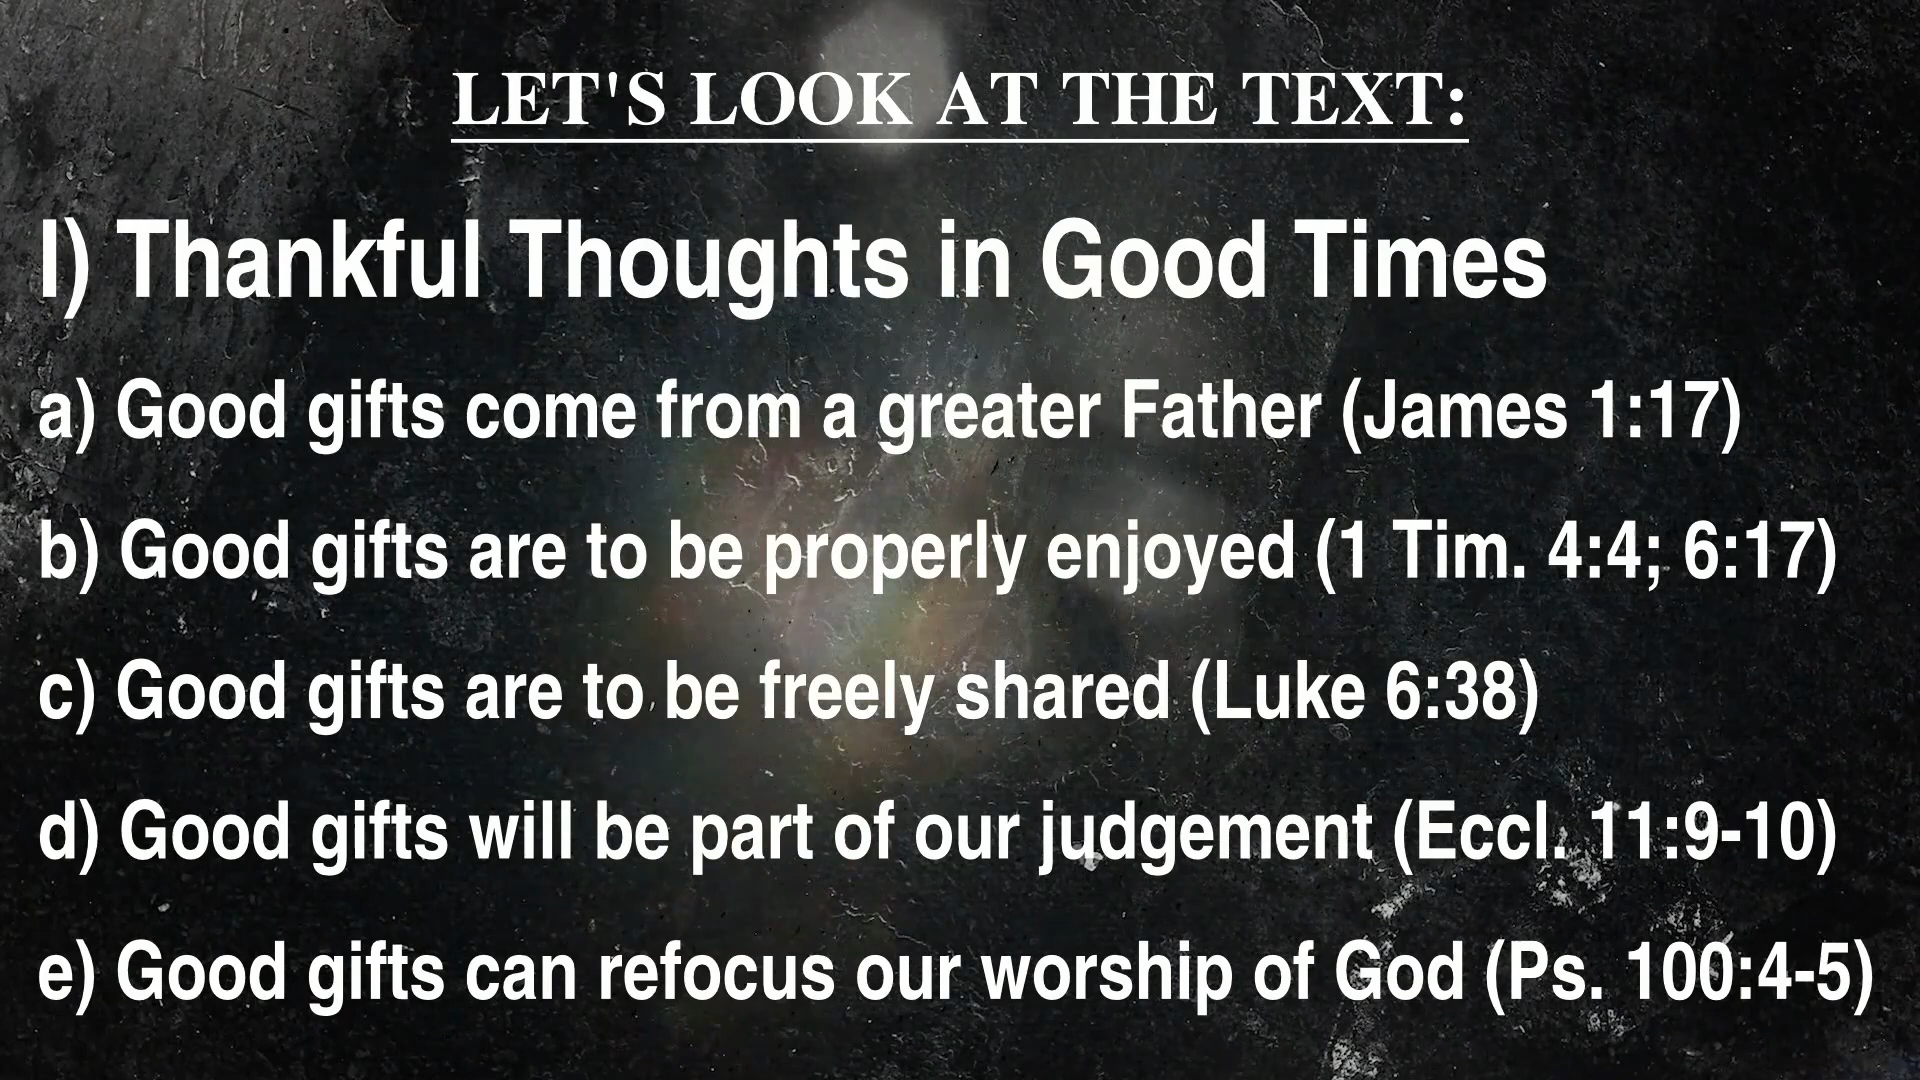 LET'S LOOK AT THE TEXT:
I) Thankful Thoughts in Good Times
a) Good gifts come from a greater Father (James 1:17)
b) Good gifts are to be properly enjoyed (1 Tim. 4:4; 6:17)
c) Good gifts are to be freely shared (Luke 6:38)
d) Good gifts will be part of our judgement (Eccl. 11:9-10)
e) Good gifts can refocus our worship of God (Ps. 100:4-5)